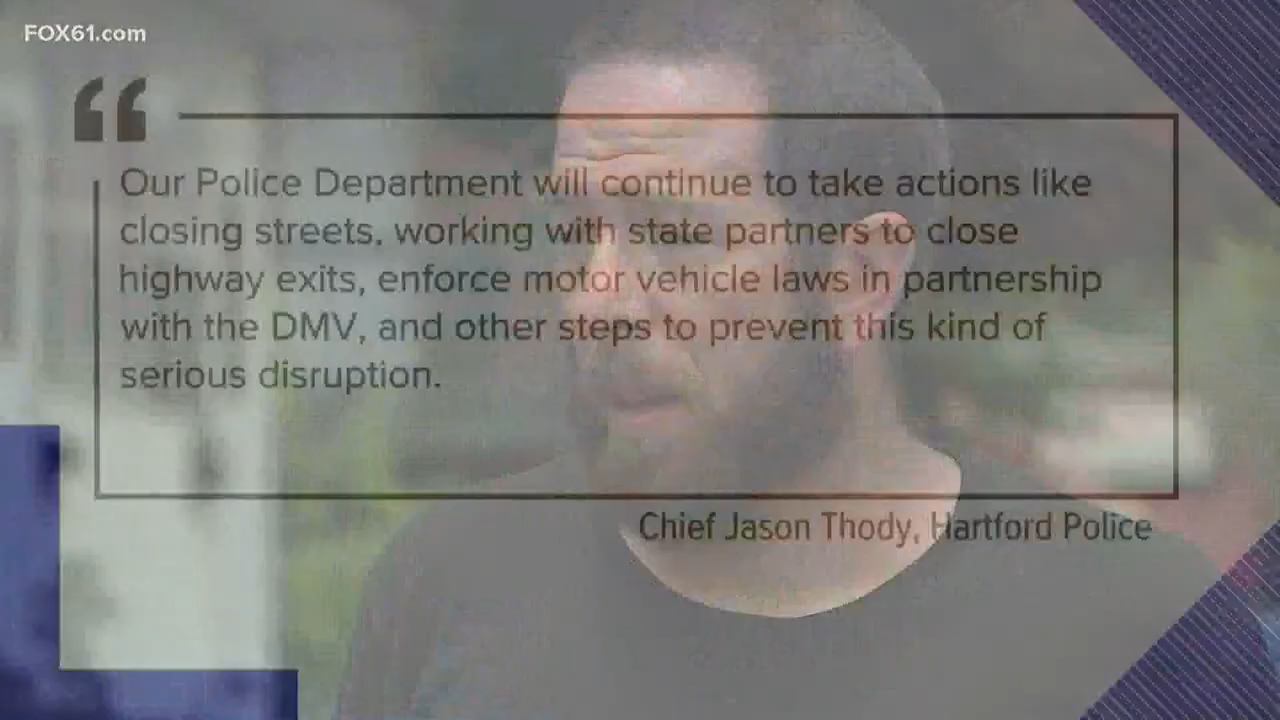 FOX61.com
“
Our Police Department will continue to take actions like
closing streets, working with state partners to close
highway exits, enforce motor vehicle laws in partnership
with the DMV, and other steps to prevent this kind of
serious disruption.
Chief Jason Thody, Hartford Police